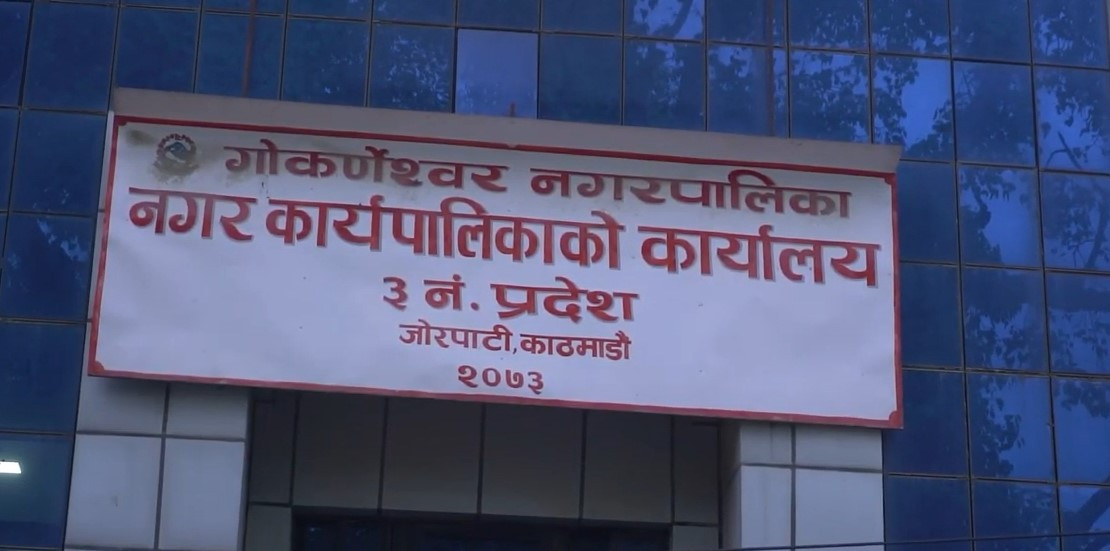 गोकर्णेश्वर नगरपालिका
नगर कार्यपालिकाको कार्यालय
३ नं. प्रदेश
जोरपाटी,काठमाडौं
२०७३